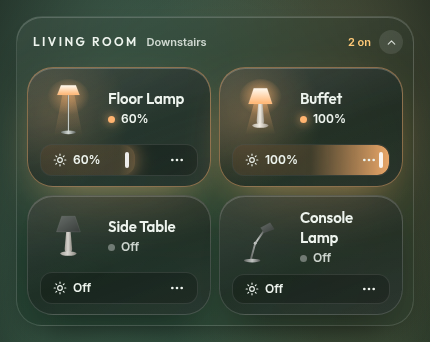 LIVING ROOM Downstairs 2 on
Floor Lamp
60%
60%
Buffet
100%
100%
Side Table
Off
Off
Console
Lamp
Off
Off